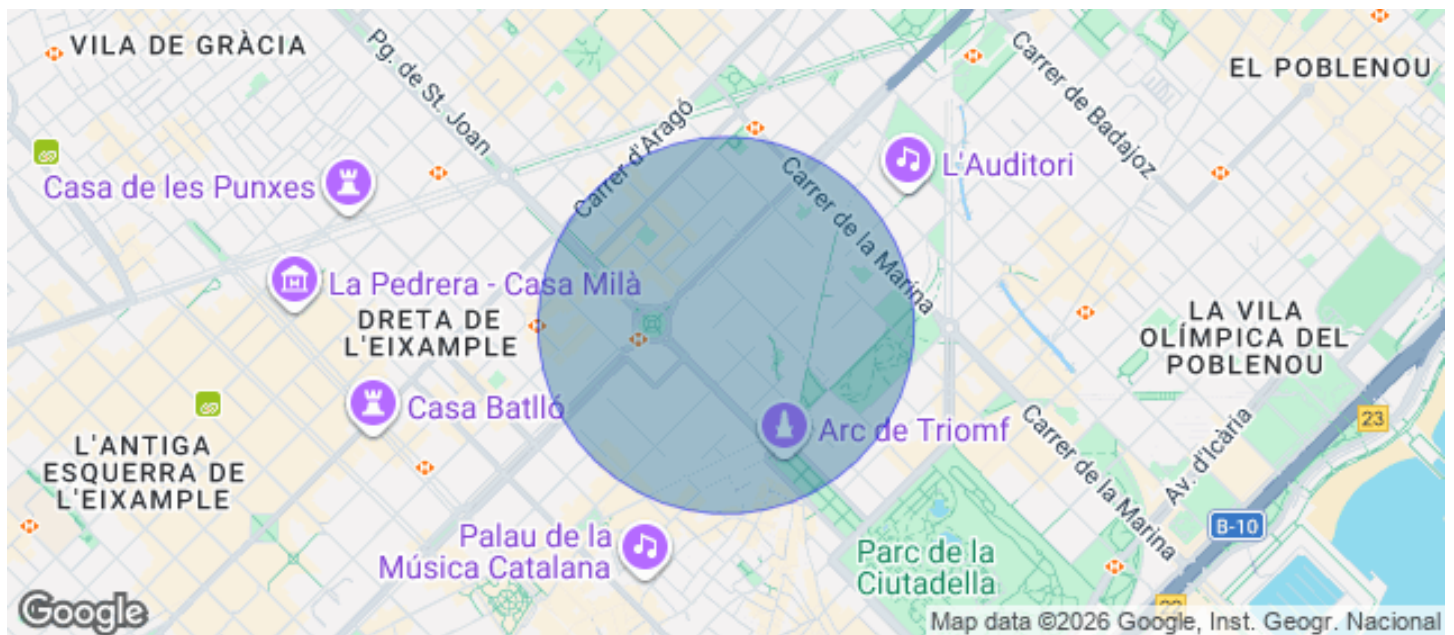 VILA DE GRÀCIA
Pg. de St. Joan
Carrer d'Aragó
Carrer de Badajoz
EL POBLENOU
Casa de les Punxes
L'Auditori
Carrer de la Marina
La Pedrera - Casa Milà
DRETA DE
L'EIXAMPLE
LA VILA
OLÍMPICA DEL
POBLENOU
Casa Batlló
Arc de Triomf
23
L'ANTIGA
ESQUERRA DE
L'EIXAMPLE
Carrer de la Marina
Av. d'Icària
B-10
Palau de la
Música Catalana
Parc de la
Ciutadella
22
Google
Map data ©2026 Google, Inst. Geogr. Nacional